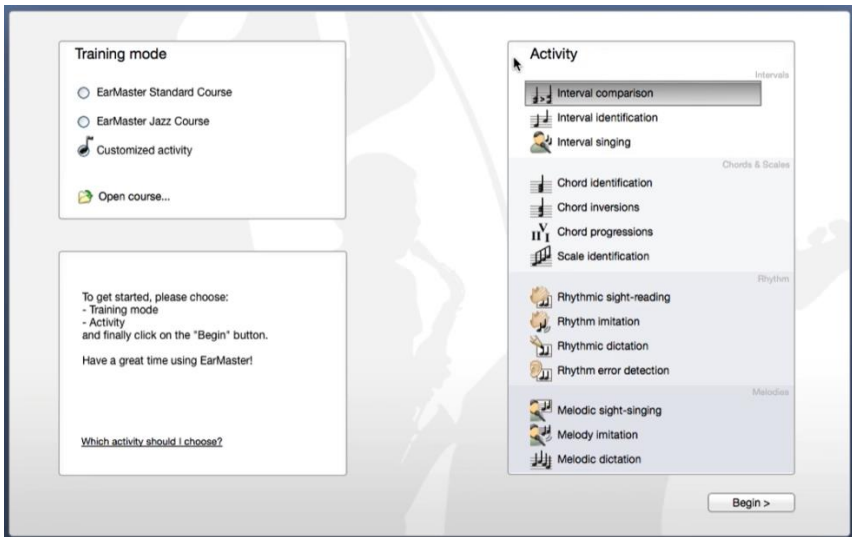 Training mode
EarMaster Standard Course
EarMaster Jazz Course
Customized activity
Open course...
To get started, please choose:
- Training mode
- Activity
and finally click on the "Begin" button.
Have a great time using EarMaster!
Which activity should I choose?
Activity
Intervals
Interval comparison
Interval identification
Interval singing
Chords & Scales
Chord identification
Chord inversions
II V I Chord progressions
Scale identification
Rhythm
Rhythmic sight-reading
Rhythm imitation
Rhythmic dictation
Rhythm error detection
Melodies
Melodic sight-singing
Melody imitation
Melodic dictation
Begin >